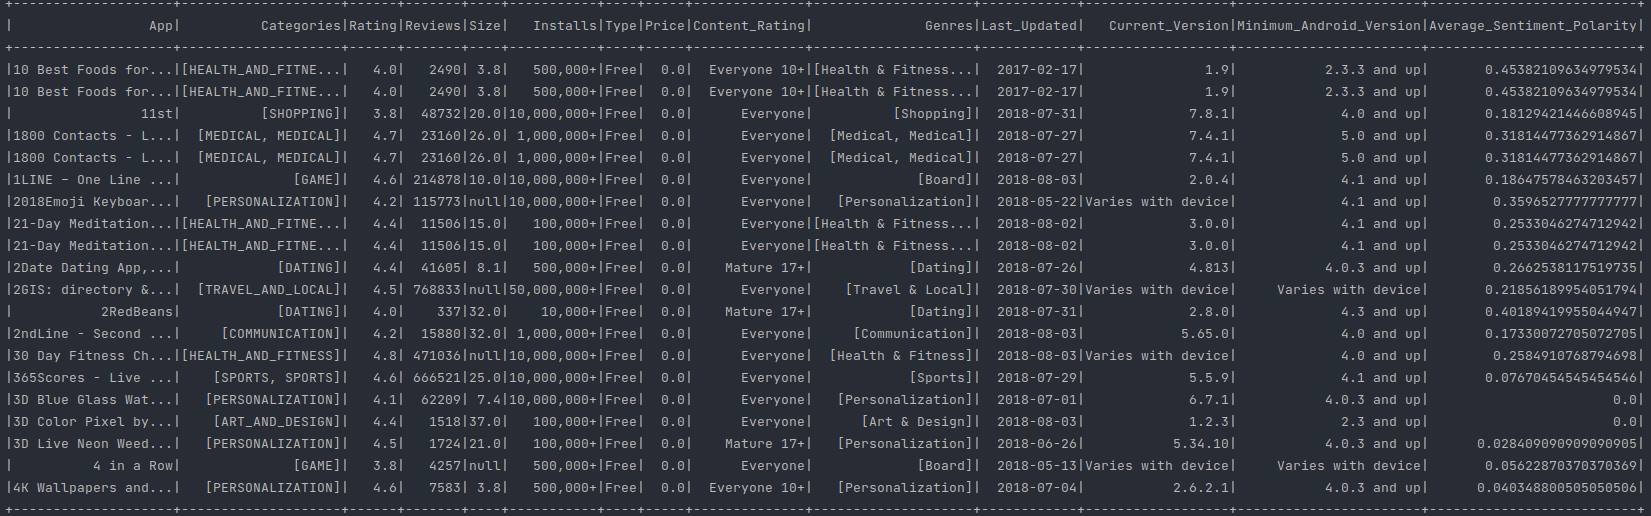 +--------------------+--------------------+------+-------+----+-----------+----+-----+--------------+--------------------+------------+------------------+-----------------------+--------------------------+
|                 App|          Categories|Rating|Reviews|Size|   Installs|Type|Price|Content_Rating|              Genres|Last_Updated|   Current_Version|Minimum_Android_Version|Average_Sentiment_Polarity|
+--------------------+--------------------+------+-------+----+-----------+----+-----+--------------+--------------------+------------+------------------+-----------------------+--------------------------+
|10 Best Foods for...|[HEALTH_AND_FITNE...|   4.0|   2490| 3.8|   500,000+|Free|  0.0|  Everyone 10+|[Health & Fitness...|  2017-02-17|               1.9|           2.3.3 and up|       0.45382109634979534|
|10 Best Foods for...|[HEALTH_AND_FITNE...|   4.0|   2490| 3.8|   500,000+|Free|  0.0|  Everyone 10+|[Health & Fitness...|  2017-02-17|               1.9|           2.3.3 and up|       0.45382109634979534|
|                11st|          [SHOPPING]|   3.8|  48732|20.0|10,000,000+|Free|  0.0|      Everyone|          [Shopping]|  2018-07-31|             7.8.1|             4.0 and up|       0.18129421446608945|
|1800 Contacts - L...|  [MEDICAL, MEDICAL]|   4.7|  23160|26.0| 1,000,000+|Free|  0.0|      Everyone|  [Medical, Medical]|  2018-07-27|             7.4.1|             5.0 and up|       0.31814477362914867|
|1800 Contacts - L...|  [MEDICAL, MEDICAL]|   4.7|  23160|26.0| 1,000,000+|Free|  0.0|      Everyone|  [Medical, Medical]|  2018-07-27|             7.4.1|             5.0 and up|       0.31814477362914867|
|1LINE – One Line ...|              [GAME]|   4.6| 214878|10.0|10,000,000+|Free|  0.0|      Everyone|             [Board]|  2018-08-03|             2.0.4|             4.1 and up|       0.18647578463203457|
|2018Emoji Keyboar...|   [PERSONALIZATION]|   4.2| 115773|null|10,000,000+|Free|  0.0|      Everyone|   [Personalization]|  2018-05-22|Varies with device|             4.1 and up|        0.3596527777777777|
|21-Day Meditation...|[HEALTH_AND_FITNE...|   4.4|  11506|15.0|   100,000+|Free|  0.0|      Everyone|[Health & Fitness...|  2018-08-02|             3.0.0|             4.1 and up|        0.2533046274712942|
|21-Day Meditation...|[HEALTH_AND_FITNE...|   4.4|  11506|15.0|   100,000+|Free|  0.0|      Everyone|[Health & Fitness...|  2018-08-02|             3.0.0|             4.1 and up|        0.2533046274712942|
|2Date Dating App,...|            [DATING]|   4.4|  41605| 8.1|   500,000+|Free|  0.0|    Mature 17+|            [Dating]|  2018-07-26|             4.813|           4.0.3 and up|        0.2662538117519735|
|2GIS: directory &...|  [TRAVEL_AND_LOCAL]|   4.5| 768833|null|50,000,000+|Free|  0.0|      Everyone|    [Travel & Local]|  2018-07-30|Varies with device|     Varies with device|       0.21856189954051794|
|           2RedBeans|            [DATING]|   4.0|    337|32.0|    10,000+|Free|  0.0|    Mature 17+|            [Dating]|  2018-07-31|             2.8.0|             4.3 and up|       0.40189419955044947|
|2ndLine - Second ...|     [COMMUNICATION]|   4.2|  15880|32.0| 1,000,000+|Free|  0.0|      Everyone|     [Communication]|  2018-08-03|            5.65.0|             4.0 and up|       0.17330072705072705|
|30 Day Fitness Ch...|[HEALTH_AND_FITNESS]|   4.8| 471036|null|10,000,000+|Free|  0.0|      Everyone|  [Health & Fitness]|  2018-08-03|Varies with device|             4.0 and up|        0.2584910768794698|
|365Scores - Live ...|    [SPORTS, SPORTS]|   4.6| 666521|25.0|10,000,000+|Free|  0.0|      Everyone|            [Sports]|  2018-07-29|             5.5.9|             4.1 and up|       0.07670454545454546|
|3D Blue Glass Wat...|   [PERSONALIZATION]|   4.1|  62209| 7.4|10,000,000+|Free|  0.0|      Everyone|   [Personalization]|  2018-07-01|             6.7.1|           4.0.3 and up|                       0.0|
|3D Color Pixel by...|    [ART_AND_DESIGN]|   4.4|   1518|37.0|   100,000+|Free|  0.0|      Everyone|      [Art & Design]|  2018-08-03|             1.2.3|             2.3 and up|                       0.0|
|3D Live Neon Weed...|   [PERSONALIZATION]|   4.5|   1724|21.0|   100,000+|Free|  0.0|    Mature 17+|   [Personalization]|  2018-06-26|           5.34.10|           4.0.3 and up|      0.028409090909090905|
|          4 in a Row|              [GAME]|   3.8|   4257|null|   500,000+|Free|  0.0|      Everyone|             [Board]|  2018-05-13|Varies with device|     Varies with device|       0.05622870370370369|
|4K Wallpapers and...|   [PERSONALIZATION]|   4.6|   7583| 3.8|   500,000+|Free|  0.0|  Everyone 10+|   [Personalization]|  2018-07-04|           2.6.2.1|           4.0.3 and up|      0.040348800505050506|
+--------------------+--------------------+------+-------+----+-----------+----+-----+--------------+--------------------+------------+------------------+-----------------------+--------------------------+